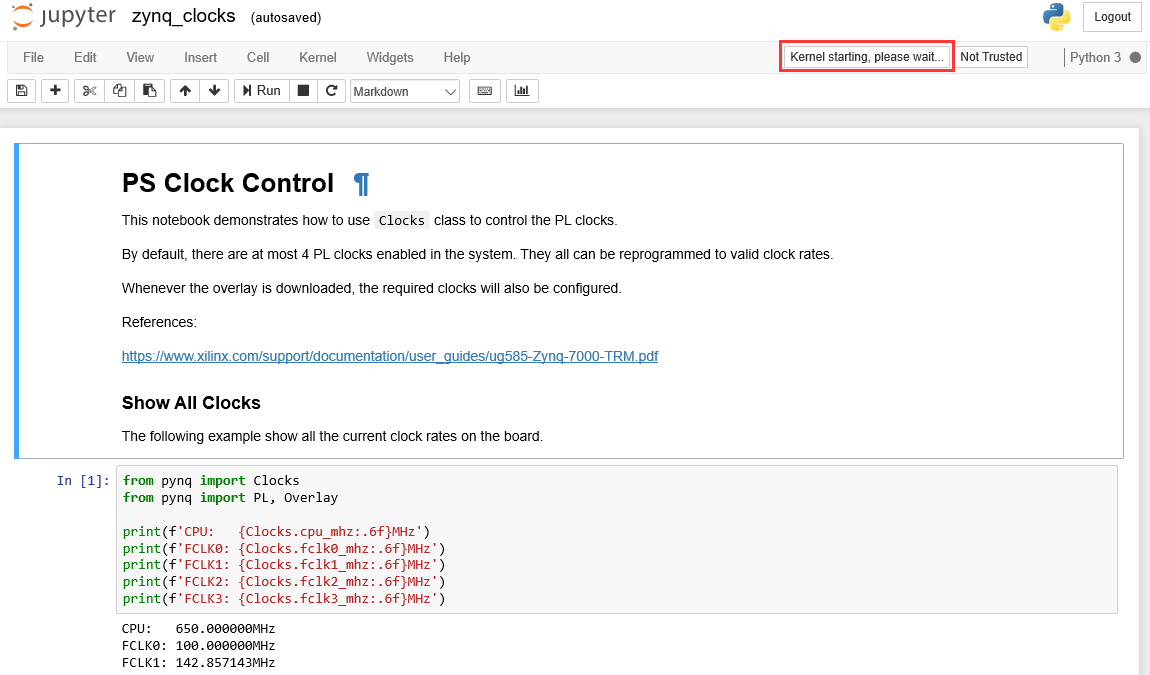 jupyter zynq_clocks (autosaved) Logout
File Edit View Insert Cell Kernel Widgets Help Kernel starting, please wait... Not Trusted Python 3
Run Markdown
PS Clock Control ¶
This notebook demonstrates how to use Clocks class to control the PL clocks.
By default, there are at most 4 PL clocks enabled in the system. They all can be reprogrammed to valid clock rates.
Whenever the overlay is downloaded, the required clocks will also be configured.
References:
https://www.xilinx.com/support/documentation/user_guides/ug585-Zynq-7000-TRM.pdf
Show All Clocks
The following example show all the current clock rates on the board.
In [1]: from pynq import Clocks
from pynq import PL, Overlay
print(f'CPU:   {Clocks.cpu_mhz:.6f}MHz')
print(f'FCLK0: {Clocks.fclk0_mhz:.6f}MHz')
print(f'FCLK1: {Clocks.fclk1_mhz:.6f}MHz')
print(f'FCLK2: {Clocks.fclk2_mhz:.6f}MHz')
print(f'FCLK3: {Clocks.fclk3_mhz:.6f}MHz')
CPU:   650.000000MHz
FCLK0: 100.000000MHz
FCLK1: 142.857143MHz